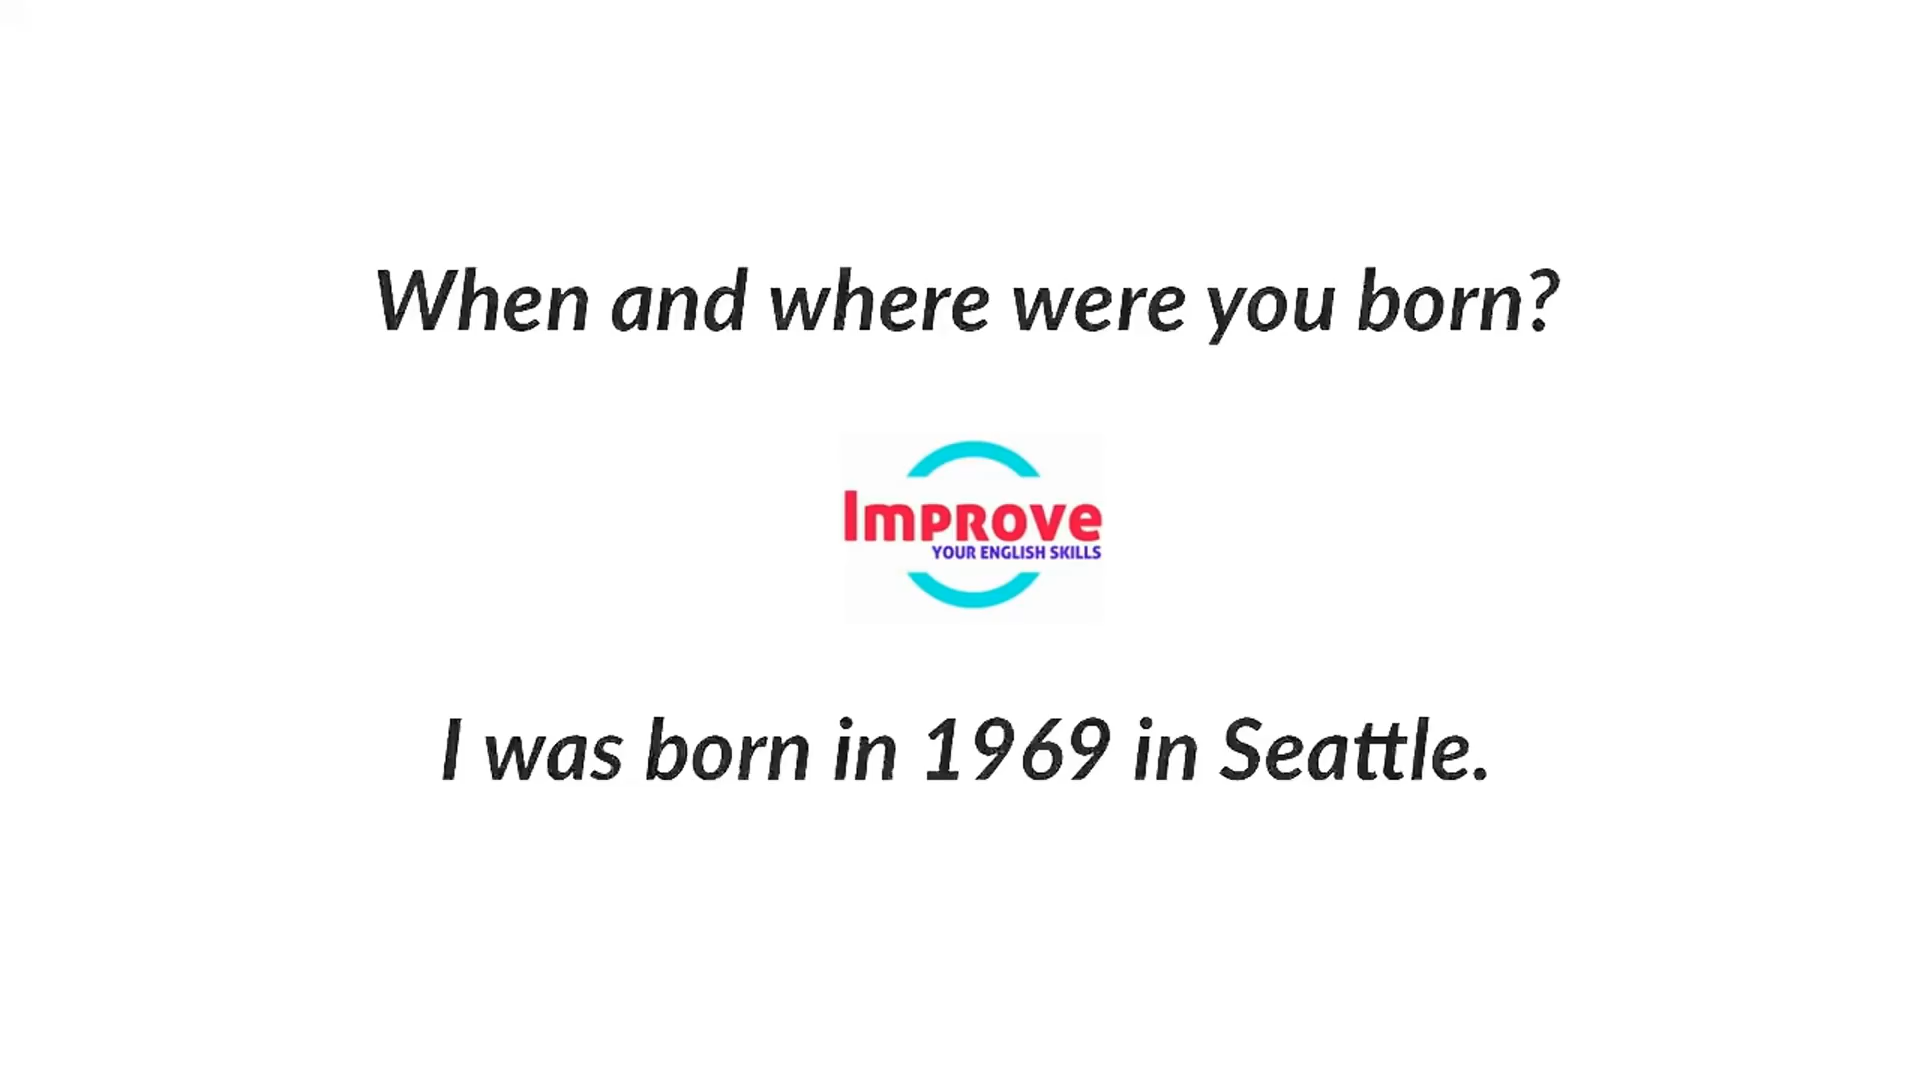 When and where were you born?
Improve
YOUR ENGLISH SKILLS
I was born in 1969 in Seattle.